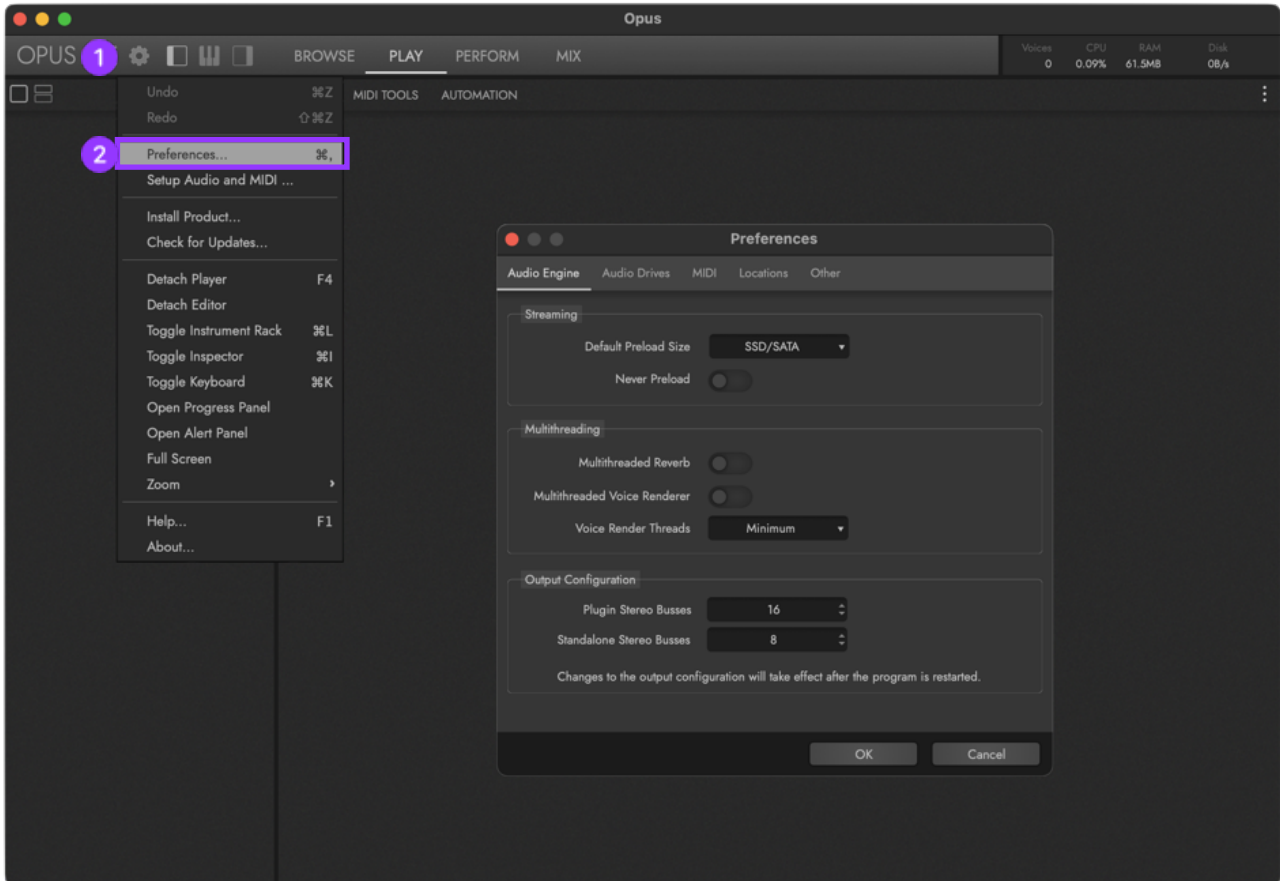 Opus
OPUS 1 BROWSE PLAY PERFORM MIX
Voices CPU RAM Disk
0 0.09% 61.5MB 0B/s
MIDI TOOLS AUTOMATION
Undo ⌘Z
Redo ⇧⌘Z
2 Preferences... ⌘,
Setup Audio and MIDI ...
Install Product...
Check for Updates...
Detach Player F4
Detach Editor
Toggle Instrument Rack ⌘L
Toggle Inspector ⌘I
Toggle Keyboard ⌘K
Open Progress Panel
Open Alert Panel
Full Screen
Zoom
Help... F1
About...
Preferences
Audio Engine Audio Drives MIDI Locations Other
Streaming
Default Preload Size SSD/SATA
Never Preload
Multithreading
Multithreaded Reverb
Multithreaded Voice Renderer
Voice Render Threads Minimum
Output Configuration
Plugin Stereo Busses 16
Standalone Stereo Busses 8
Changes to the output configuration will take effect after the program is restarted.
OK Cancel